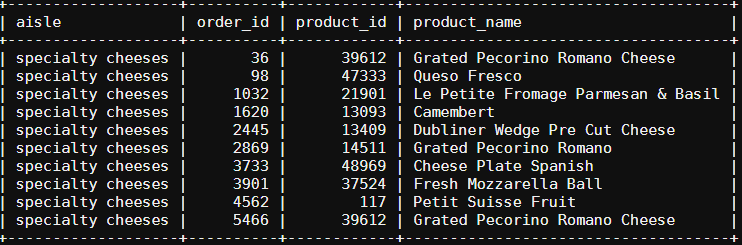 +------------------+----------+------------+-----------------------------------+
| aisle            | order_id | product_id | product_name                      |
+------------------+----------+------------+-----------------------------------+
| specialty cheeses |       36 |      39612 | Grated Pecorino Romano Cheese     |
| specialty cheeses |       98 |      47333 | Queso Fresco                      |
| specialty cheeses |     1032 |      21901 | Le Petite Fromage Parmesan & Basil |
| specialty cheeses |     1620 |      13093 | Camembert                         |
| specialty cheeses |     2445 |      13409 | Dubliner Wedge Pre Cut Cheese     |
| specialty cheeses |     2869 |      14511 | Grated Pecorino Romano            |
| specialty cheeses |     3733 |      48969 | Cheese Plate Spanish              |
| specialty cheeses |     3901 |      37524 | Fresh Mozzarella Ball             |
| specialty cheeses |     4562 |        117 | Petit Suisse Fruit                |
| specialty cheeses |     5466 |      39612 | Grated Pecorino Romano Cheese     |
+------------------+----------+------------+-----------------------------------+